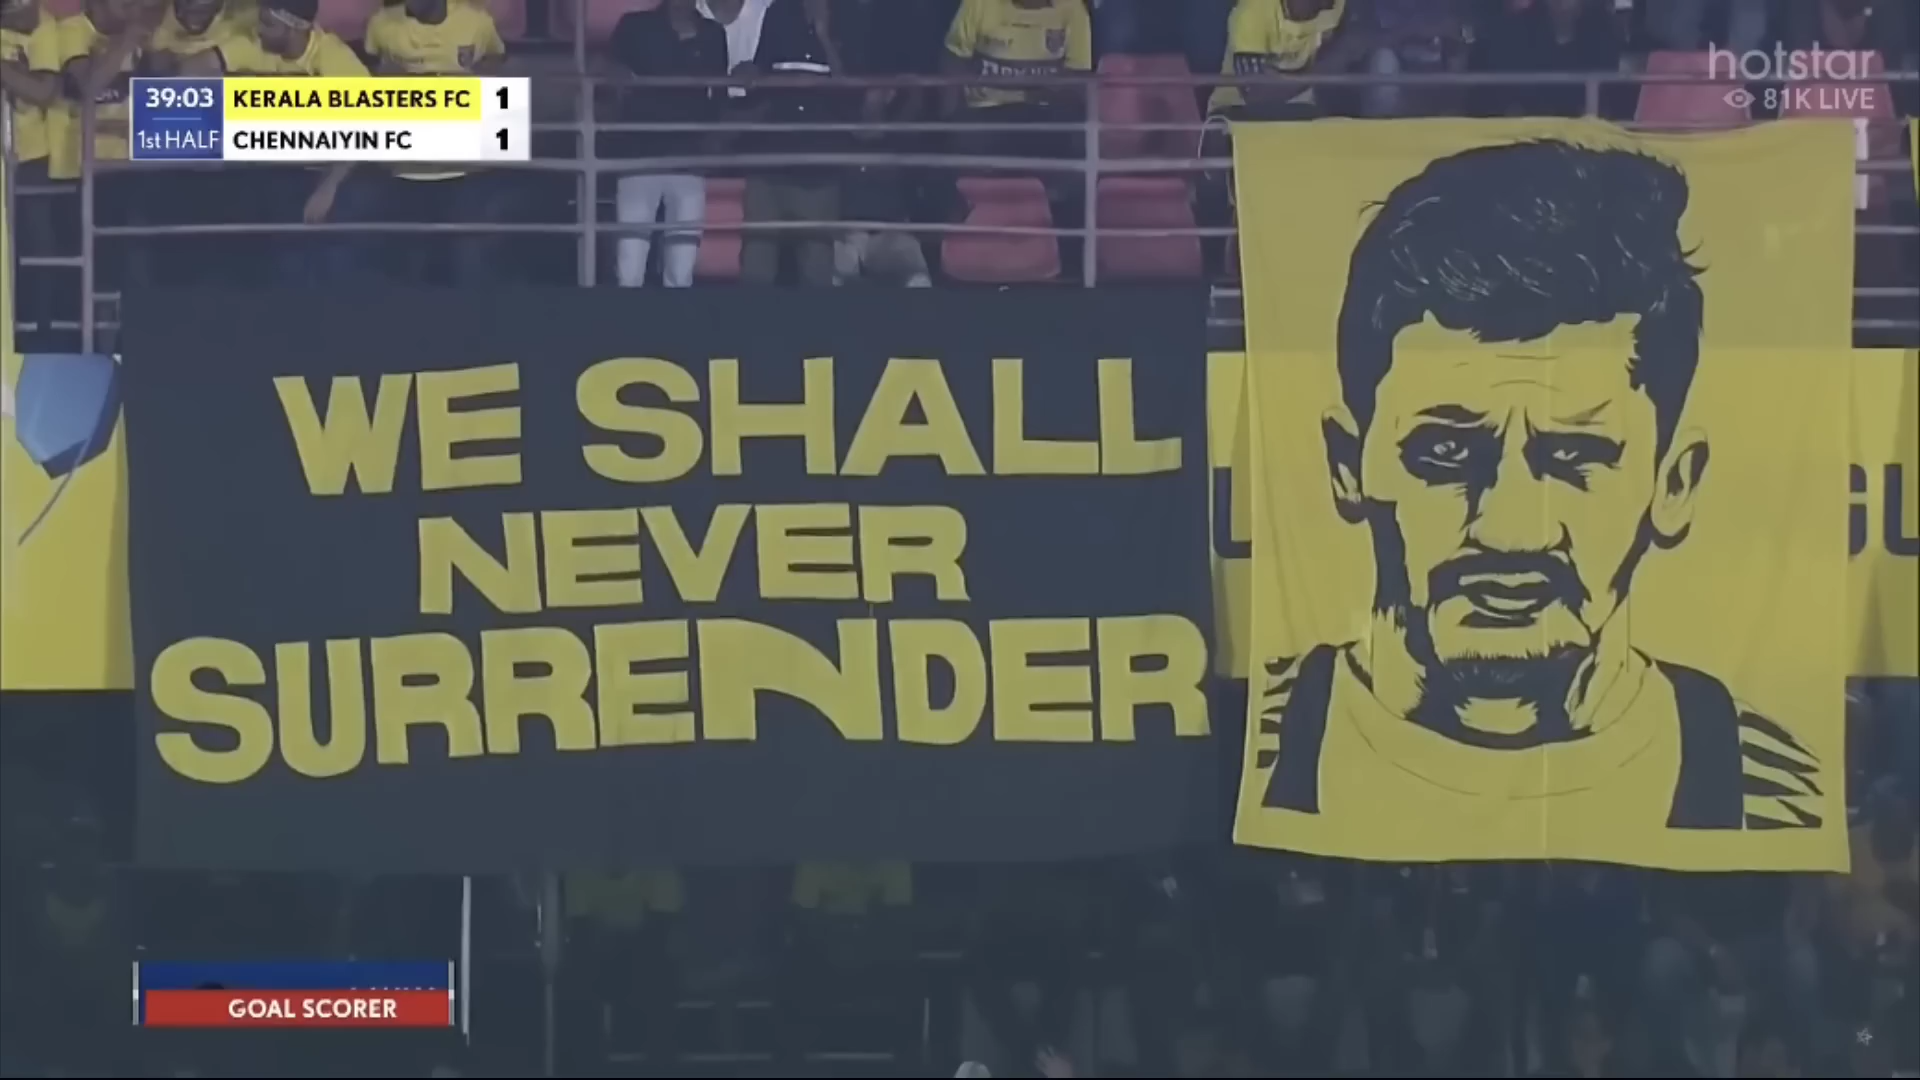 hotstar
81K LIVE
39:03 KERALA BLASTERS FC 1
1st HALF CHENNAIYIN FC 1
WE SHALL
NEVER
SURRENDER
GOAL SCORER